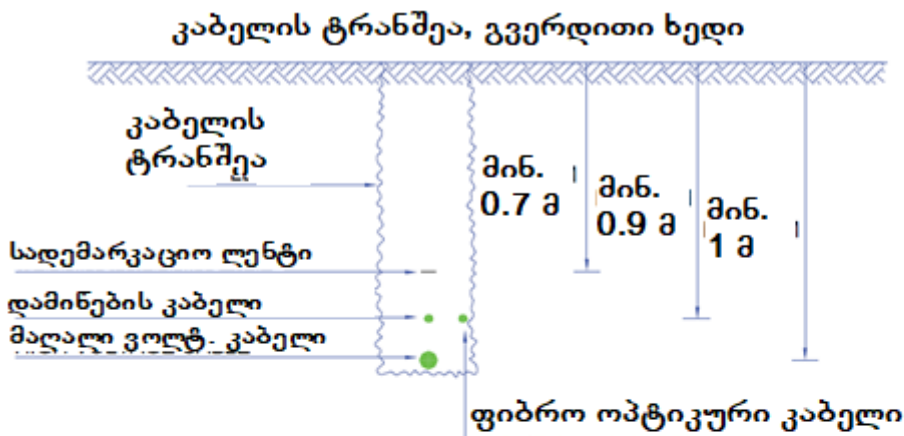 კაბელის ტრანშეა, გვერდითი ხედი
კაბელის
ტრანშეა
მინ.
0.7 მ
მინ.
0.9 მ
მინ.
1 მ
სადემარკაციო ლენტი
დამინების კაბელი
მაღალი ვოლტ. კაბელი
ფიბრო ოპტიკური კაბელი